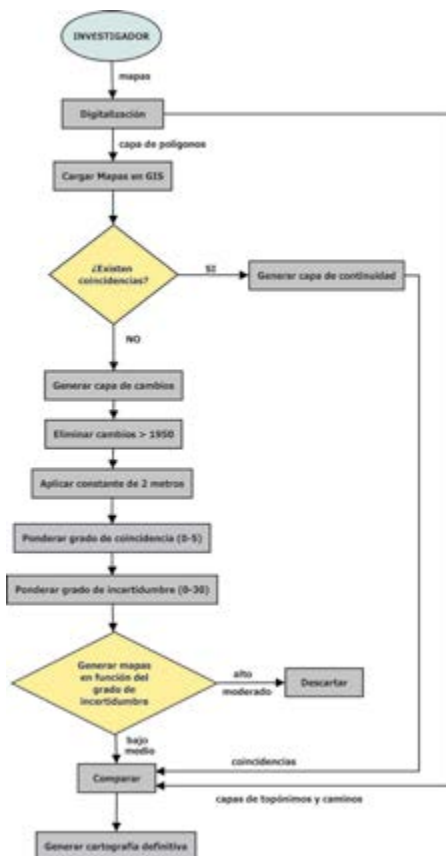 INVESTIGADOR
mapas
Digitalización
capa de polígonos
Cargar Mapas en GIS
¿Existen
coincidencias?
SI
Generar capa de continuidad
NO
Generar capa de cambios
Eliminar cambios > 1950
Aplicar constante de 2 metros
Ponderar grado de coincidencia (0-5)
Ponderar grado de incertidumbre (0-30)
Generar mapas
en función del
grado de
incertidumbre
alto
moderado
Descartar
bajo
medio
coincidencias
Comparar
capas de topónimos y caminos
Generar cartografía definitiva